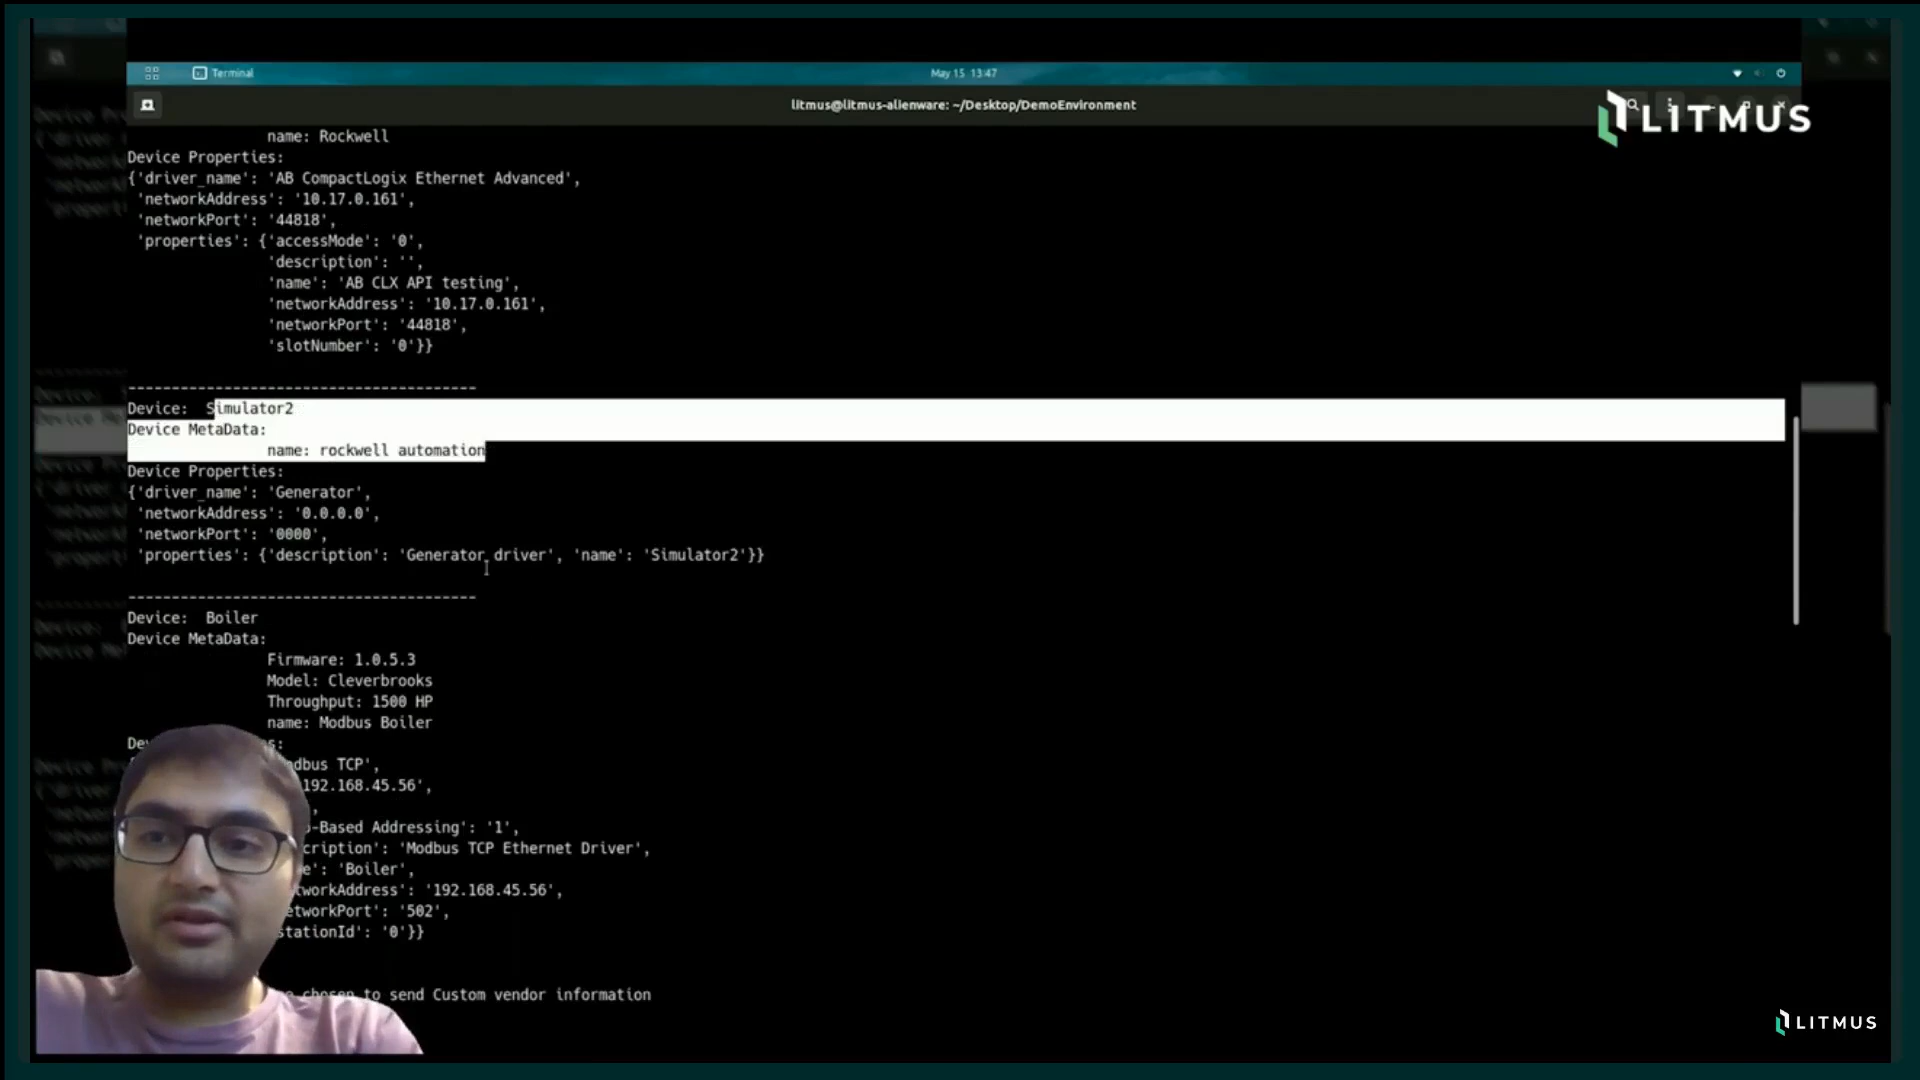 Terminal
May 15 13:47
litmus@litmus-alienware: ~/Desktop/DemoEnvironment
LITMUS
name: Rockwell
Device Properties:
{'driver_name': 'AB CompactLogix Ethernet Advanced',
'networkAddress': '10.17.0.161',
'networkPort': '44818',
'properties': {'accessMode': '0',
'description': '',
'name': 'AB CLX API testing',
'networkAddress': '10.17.0.161',
'networkPort': '44818',
'slotNumber': '0'}}
----------------------------------------
Device: Simulator2
Device MetaData:
name: rockwell automation
Device Properties:
{'driver_name': 'Generator',
'networkAddress': '0.0.0.0',
'networkPort': '0000',
'properties': {'description': 'Generator driver', 'name': 'Simulator2'}}
----------------------------------------
Device: Boiler
Device MetaData:
Firmware: 1.0.5.3
Model: Cleverbrooks
Throughput: 1500 HP
name: Modbus Boiler
TCP',
192.168.45.56',
-Based Addressing': '1',
'Modbus TCP Ethernet Driver',
'Boiler',
'192.168.45.56',
'502',
stationId': '0'}}
chosen to send Custom vendor information
LITMUS